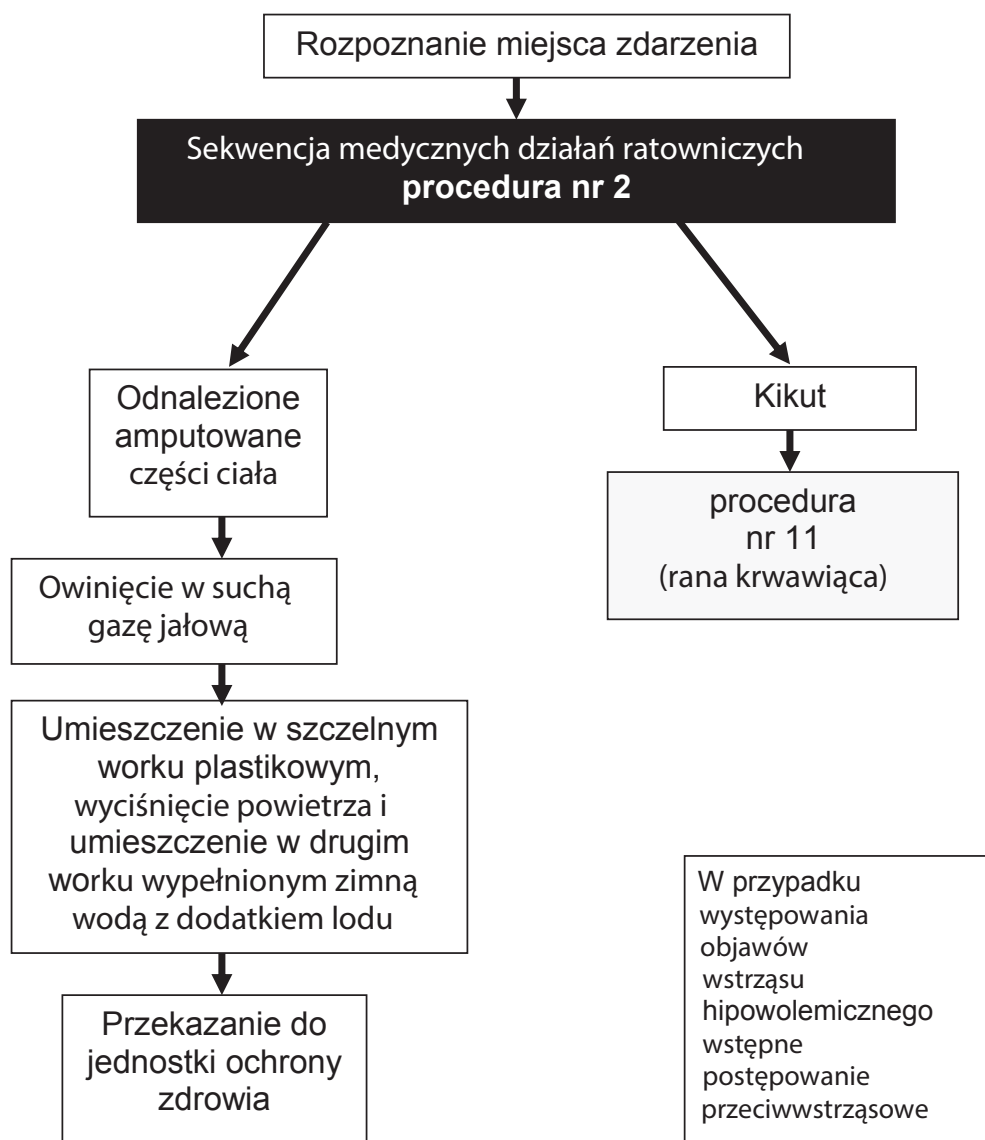 Rozpoznanie miejsca zdarzenia
Sekwencja medycznych działań ratowniczych
procedura nr 2
Odnalezione
amputowane
części ciała
Kikut
procedura
nr 11
(rana krwawiąca)
Owinięcie w suchą
gazę jałową
Umieszczenie w szczelnym
worku plastikowym,
wyciśnięcie powietrza i
umieszczenie w drugim
worku wypełnionym zimną
wodą z dodatkiem lodu
Przekazanie do
jednostki ochrony
zdrowia
W przypadku
występowania
objawów
wstrząsu
hipowolemicznego
wstępne
postępowanie
przeciwwstrząsowe